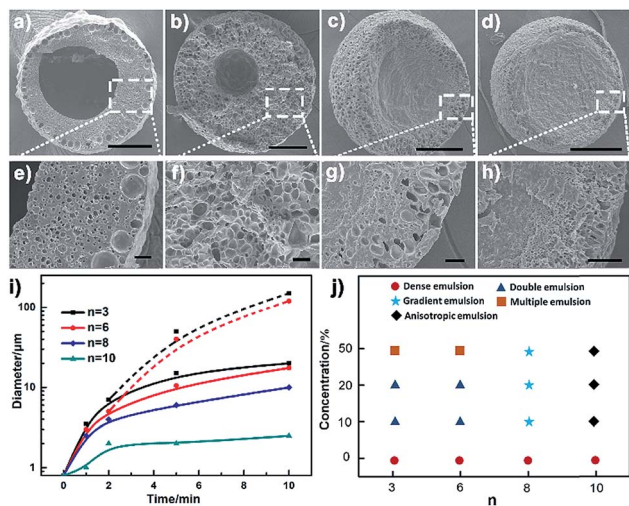 a) b) c) d)
e) f) g) h)
i)
n=3
n=6
n=8
n=10
Diameter/μm
100
10
1
0 2 4 6 8 10
Time/min
j)
Dense emulsion Double emulsion
Gradient emulsion Multiple emulsion
Anisotropic emulsion
Concentration/%
50
20
10
0
3 6 8 10
n